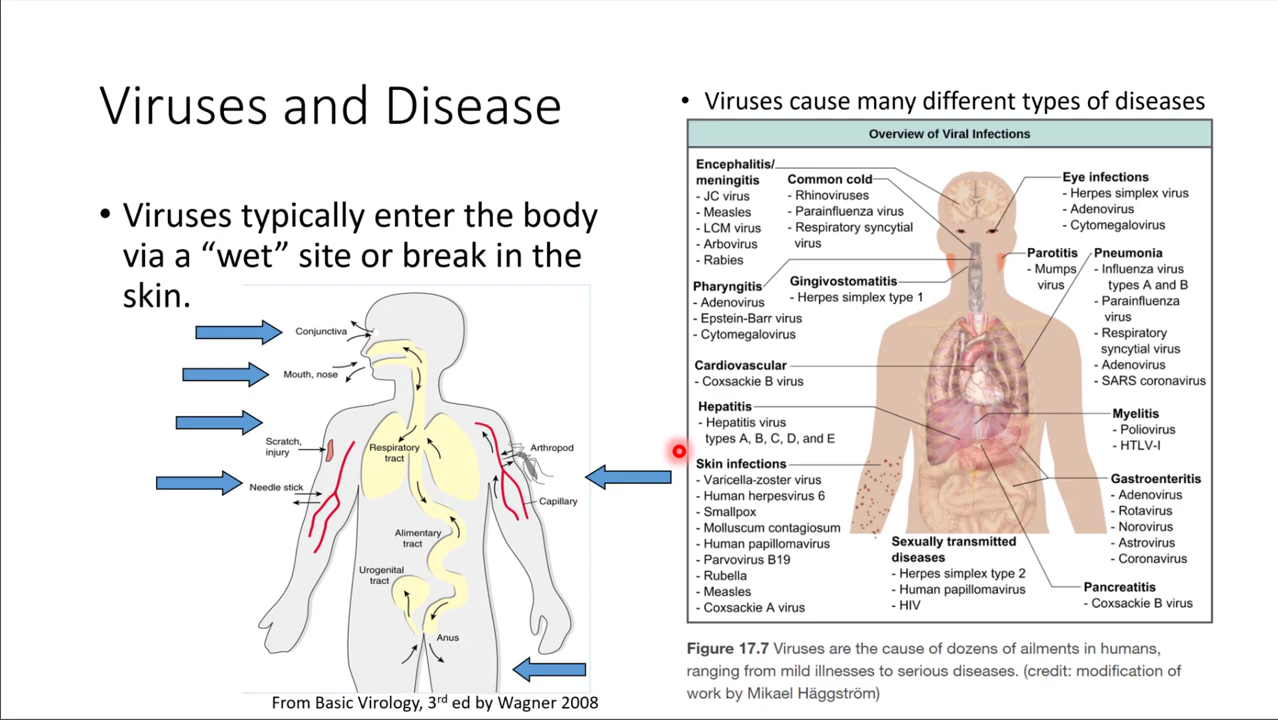 Viruses and Disease
• Viruses typically enter the body
via a “wet” site or break in the
skin.
Conjunctiva
Mouth, nose
Scratch,
injury
Needle stick
Respiratory
tract
Arthropod
Capillary
Alimentary
tract
Urogenital
tract
Anus
From Basic Virology, 3rd ed by Wagner 2008
• Viruses cause many different types of diseases
Overview of Viral Infections
Encephalitis/
meningitis
- JC virus
- Measles
- LCM virus
- Arbovirus
- Rabies
Common cold
- Rhinoviruses
- Parainfluenza virus
- Respiratory syncytial
virus
Eye infections
- Herpes simplex virus
- Adenovirus
- Cytomegalovirus
Pharyngitis
- Adenovirus
- Epstein-Barr virus
- Cytomegalovirus
Gingivostomatitis
- Herpes simplex type 1
Parotitis
- Mumps
virus
Pneumonia
- Influenza virus
types A and B
- Parainfluenza
virus
- Respiratory
syncytial virus
- Adenovirus
- SARS coronavirus
Cardiovascular
- Coxsackie B virus
Hepatitis
- Hepatitis virus
types A, B, C, D, and E
Myelitis
- Poliovirus
- HTLV-I
Skin infections
- Varicella-zoster virus
- Human herpesvirus 6
- Smallpox
- Molluscum contagiosum
- Human papillomavirus
- Parvovirus B19
- Rubella
- Measles
- Coxsackie A virus
Sexually transmitted
diseases
- Herpes simplex type 2
- Human papillomavirus
- HIV
Gastroenteritis
- Adenovirus
- Rotavirus
- Norovirus
- Astrovirus
- Coronavirus
Pancreatitis
- Coxsackie B virus
Figure 17.7 Viruses are the cause of dozens of ailments in humans,
ranging from mild illnesses to serious diseases. (credit: modification of
work by Mikael Häggström)